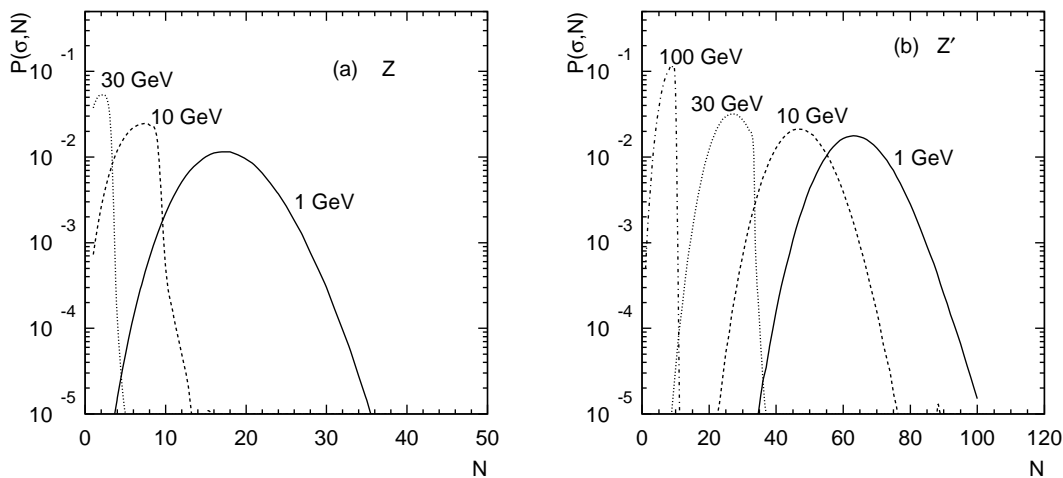 P(σ,N)
10 -1
10 -2
10 -3
10 -4
10 -5
0 10 20 30 40 50
N
(a) Z
30 GeV
10 GeV
1 GeV
P(σ,N)
10 -1
10 -2
10 -3
10 -4
10 -5
0 20 40 60 80 100 120
N
(b) Z′
100 GeV
30 GeV
10 GeV
1 GeV